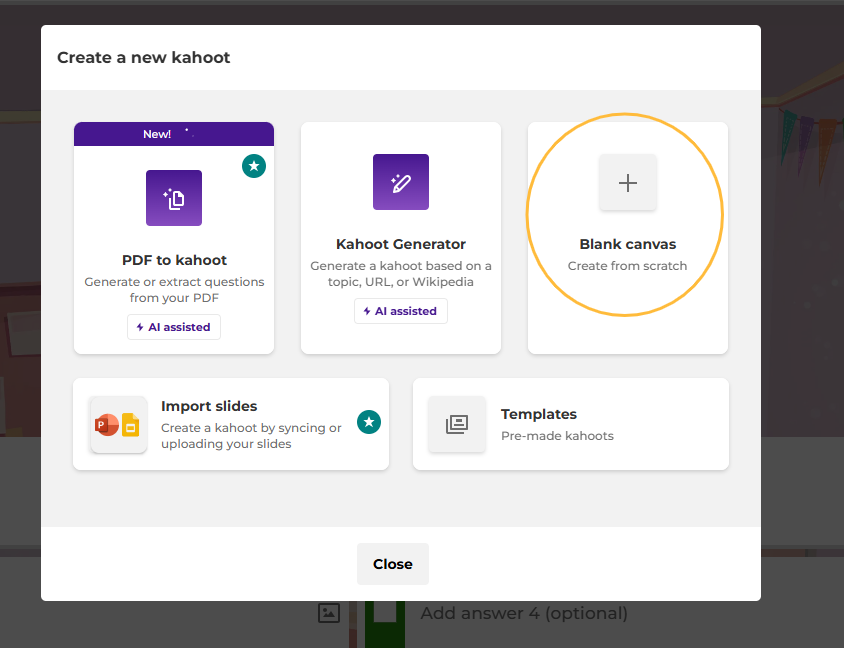 Create a new kahoot
New!
PDF to kahoot
Generate or extract questions
from your PDF
AI assisted
Kahoot Generator
Generate a kahoot based on a
topic, URL, or Wikipedia
AI assisted
Blank canvas
Create from scratch
P
Import slides
Create a kahoot by syncing or
uploading your slides
Templates
Pre-made kahoots
Close
Add answer 4 (optional)